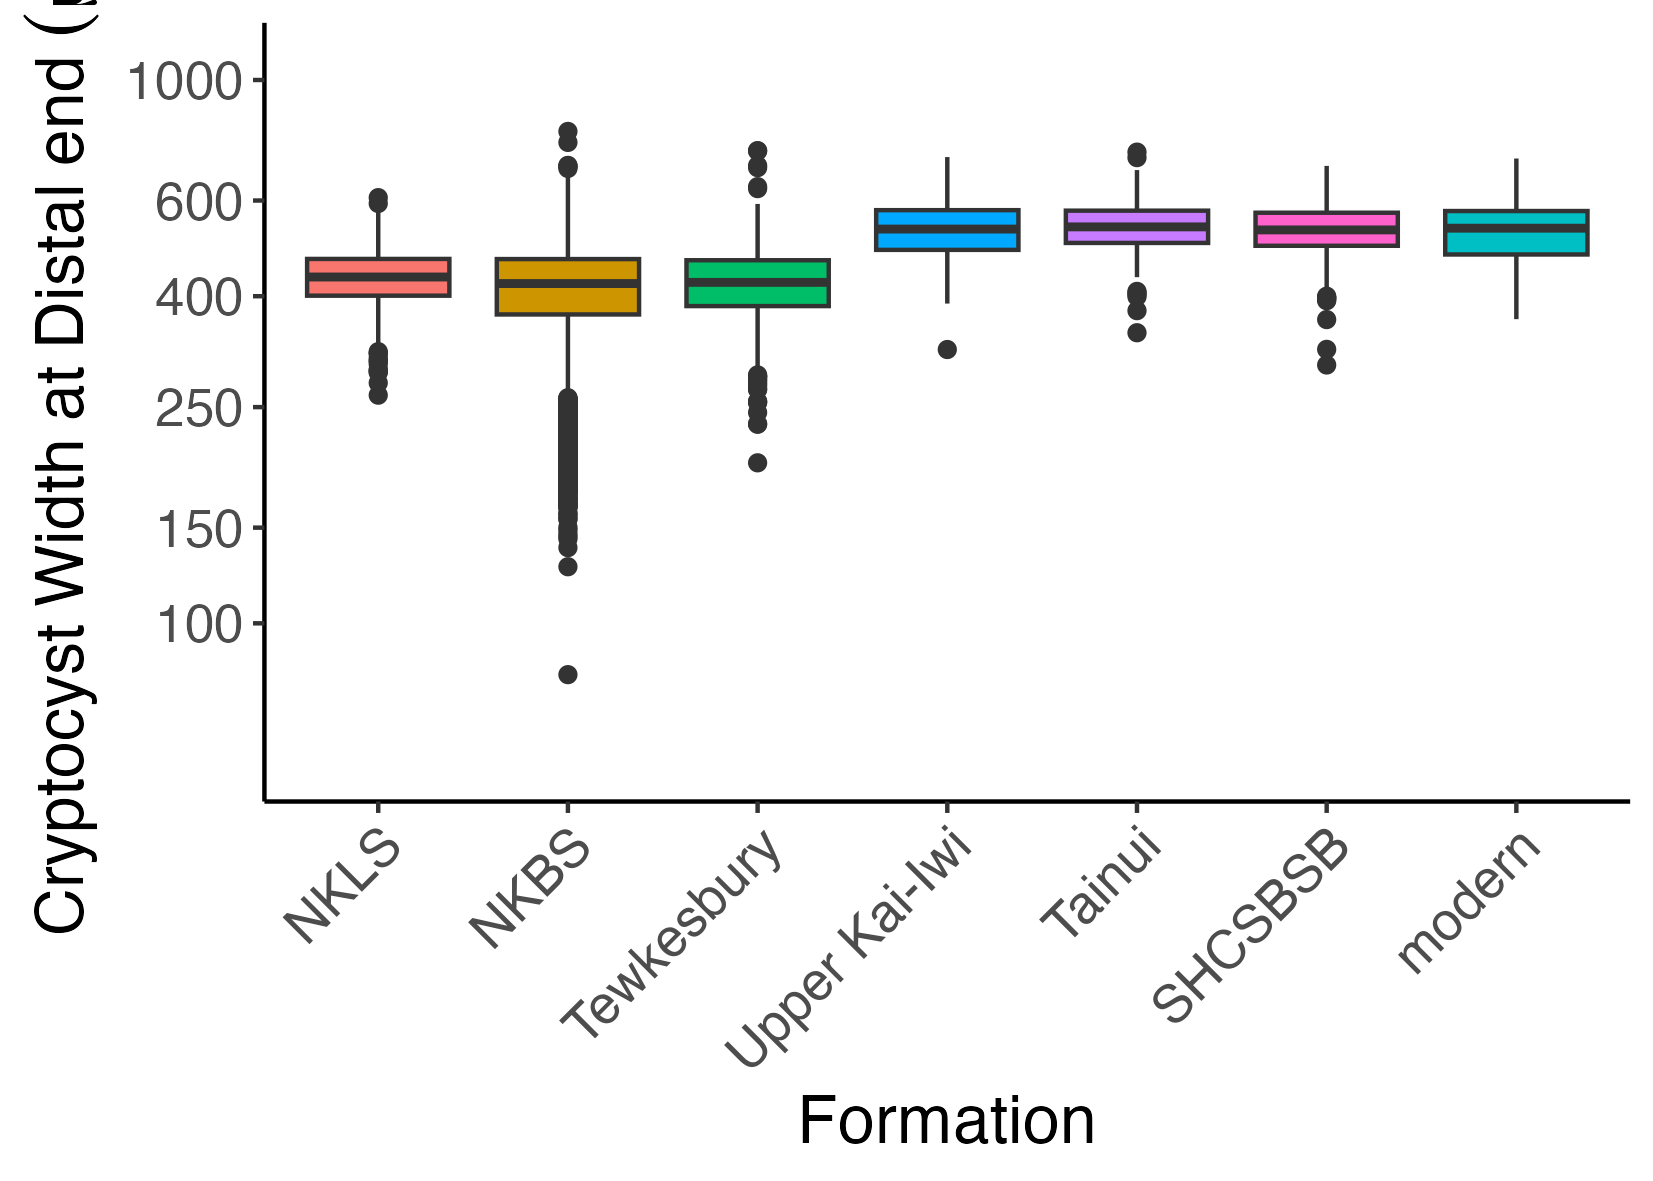 Cryptocyst Width at Distal end (
1000
600
400
250
150
100
NKLS
NKBS
Tewkesbury
Upper Kai-Iwi
Tainui
SHCSBSB
modern
Formation